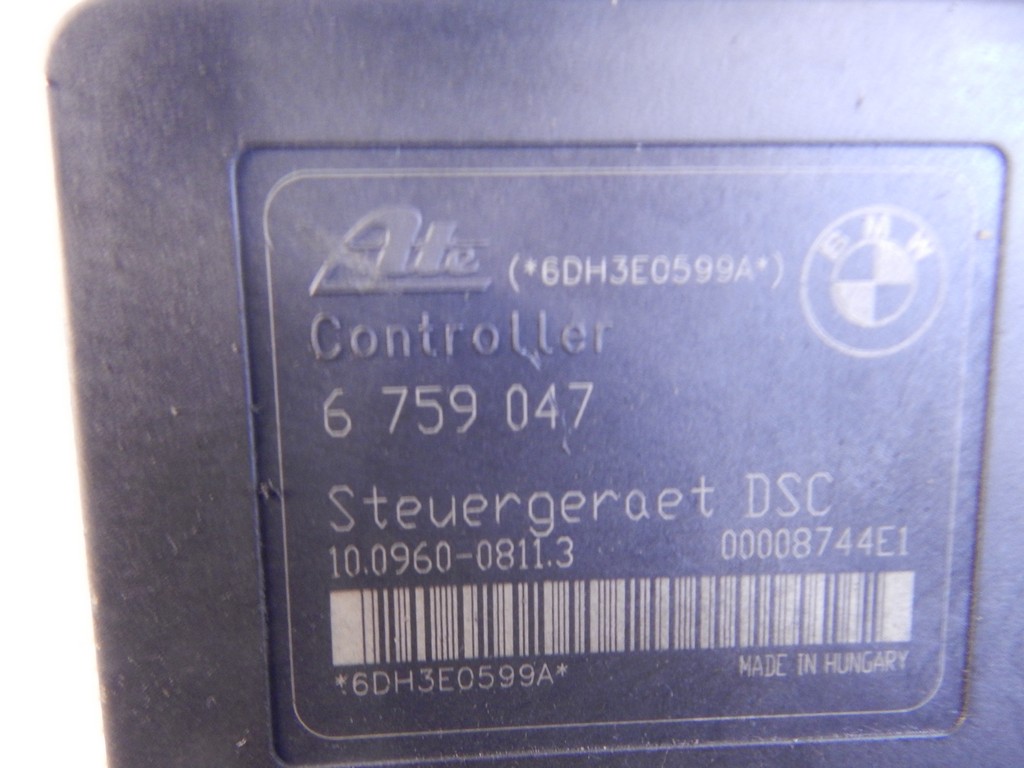 Ate (*6DH3E0599A*)
BMW
Controller
6 759 047
Steuergeraet DSC
10.0960-0811.3 00008744E1
*6DH3E0599A* MADE IN HUNGARY